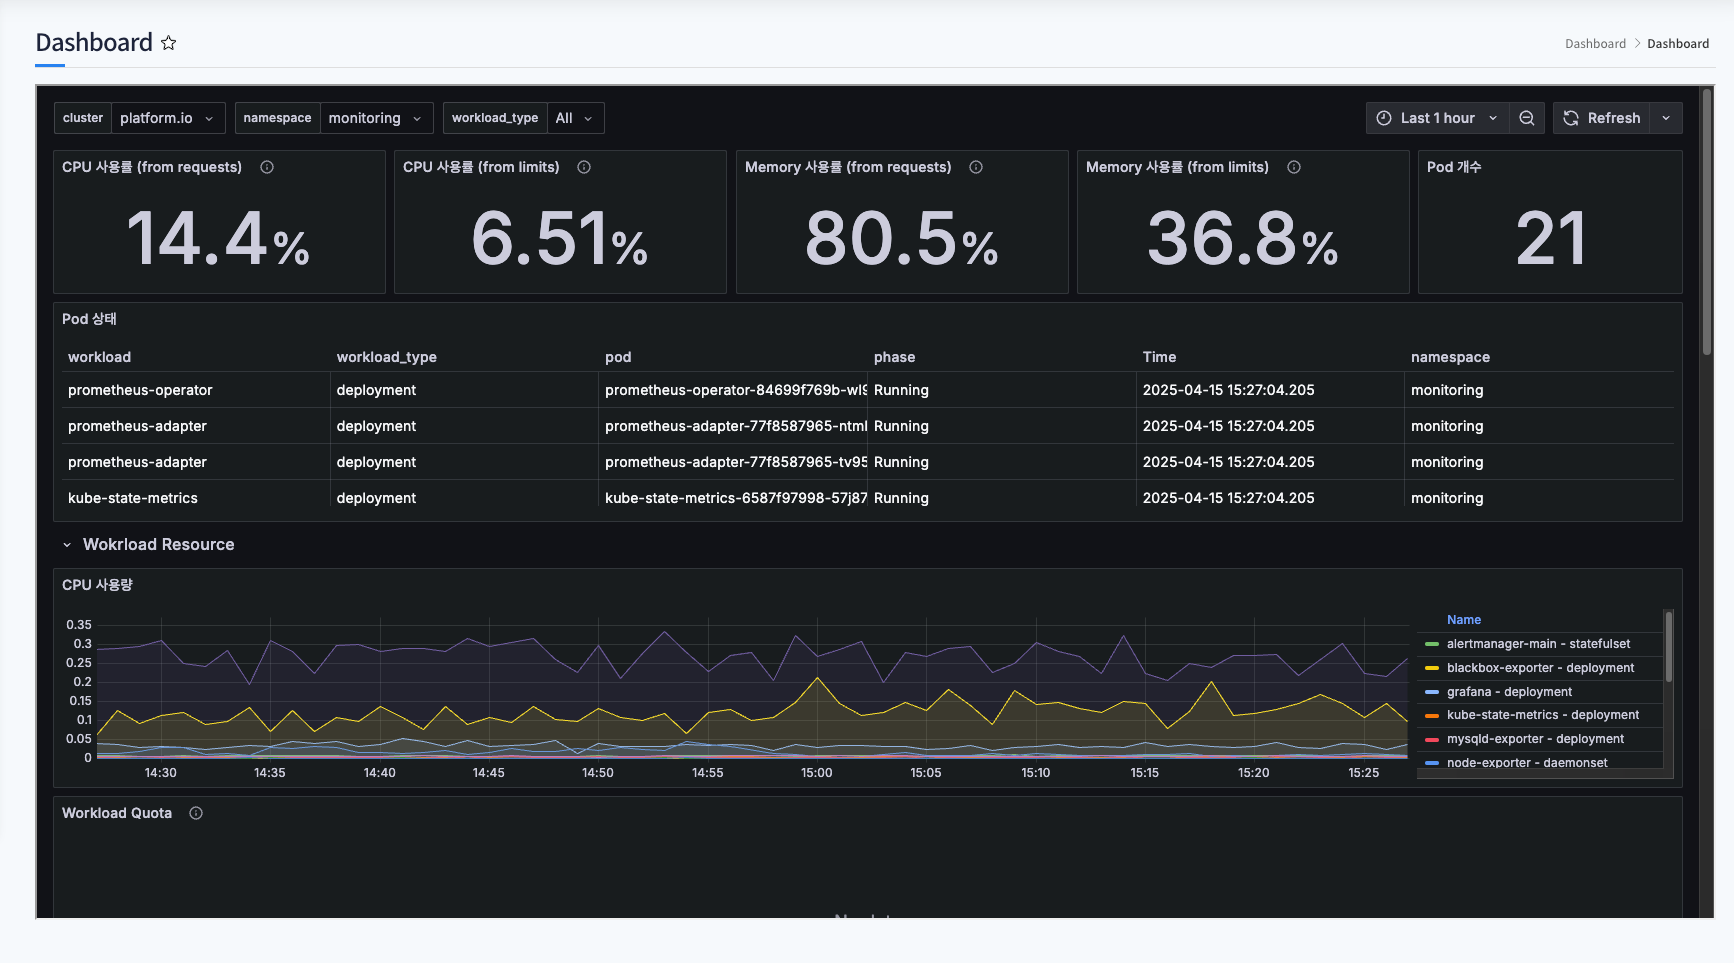 Dashboard
Dashboard > Dashboard
cluster platform.io namespace monitoring workload_type All Last 1 hour Refresh
CPU 사용률 (from requests)
14.4%
CPU 사용률 (from limits)
6.51%
Memory 사용률 (from requests)
80.5%
Memory 사용률 (from limits)
36.8%
Pod 개수
21
Pod 상태
workload workload_type pod phase Time namespace
prometheus-operator deployment prometheus-operator-84699f769b-wl9 Running 2025-04-15 15:27:04.205 monitoring
prometheus-adapter deployment prometheus-adapter-77f8587965-ntml Running 2025-04-15 15:27:04.205 monitoring
prometheus-adapter deployment prometheus-adapter-77f8587965-tv95 Running 2025-04-15 15:27:04.205 monitoring
kube-state-metrics deployment kube-state-metrics-6587f97998-57j87 Running 2025-04-15 15:27:04.205 monitoring
Wokrload Resource
CPU 사용량
0.35
0.3
0.25
0.2
0.15
0.1
0.05
0
14:30 14:35 14:40 14:45 14:50 14:55 15:00 15:05 15:10 15:15 15:20 15:25
Name
alertmanager-main - statefulset
blackbox-exporter - deployment
grafana - deployment
kube-state-metrics - deployment
mysqld-exporter - deployment
node-exporter - daemonset
Workload Quota